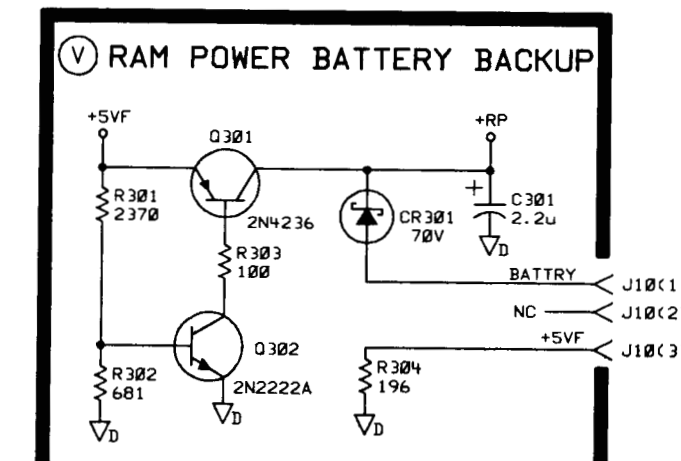 V RAM POWER BATTERY BACKUP
+5VF
Q301
+RP
R301
2370
2N4236
CR301
70V
+
C301
2.2u
D
R303
100
BATTRY
J10(1
NC
J10(2
+5VF
J10(3
Q302
R302
681
2N2222A
R304
196
D
D
D